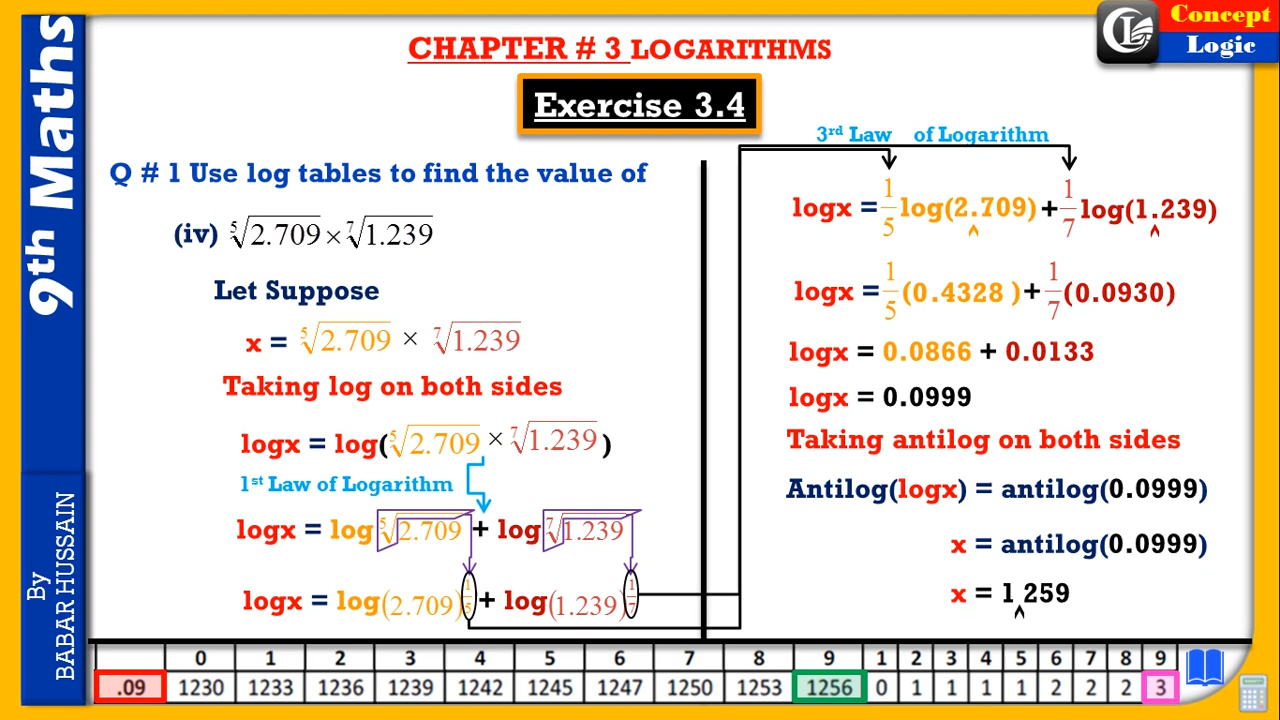 9th Maths
By
BABAR HUSSAIN
Concept
Logic
CHAPTER # 3 LOGARITHMS
Exercise 3.4
Q # 1 Use log tables to find the value of
(iv) ⁵√2.709 × ⁷√1.239
Let Suppose
x = ⁵√2.709 × ⁷√1.239
Taking log on both sides
logx = log(⁵√2.709 × ⁷√1.239)
1st Law of Logarithm
logx = log ⁵√2.709 + log ⁷√1.239
logx = log(2.709)^1/5 + log(1.239)^1/7
3rd Law of Logarithm
logx = 1/5 log(2.709) + 1/7 log(1.239)
logx = 1/5 (0.4328 ) + 1/7 (0.0930)
logx = 0.0866 + 0.0133
logx = 0.0999
Taking antilog on both sides
Antilog(logx) = antilog(0.0999)
x = antilog(0.0999)
x = 1 259
0 1 2 3 4 5 6 7 8 9 1 2 3 4 5 6 7 8 9
.09 1230 1233 1236 1239 1242 1245 1247 1250 1253 1256 0 1 1 1 1 2 2 2 3